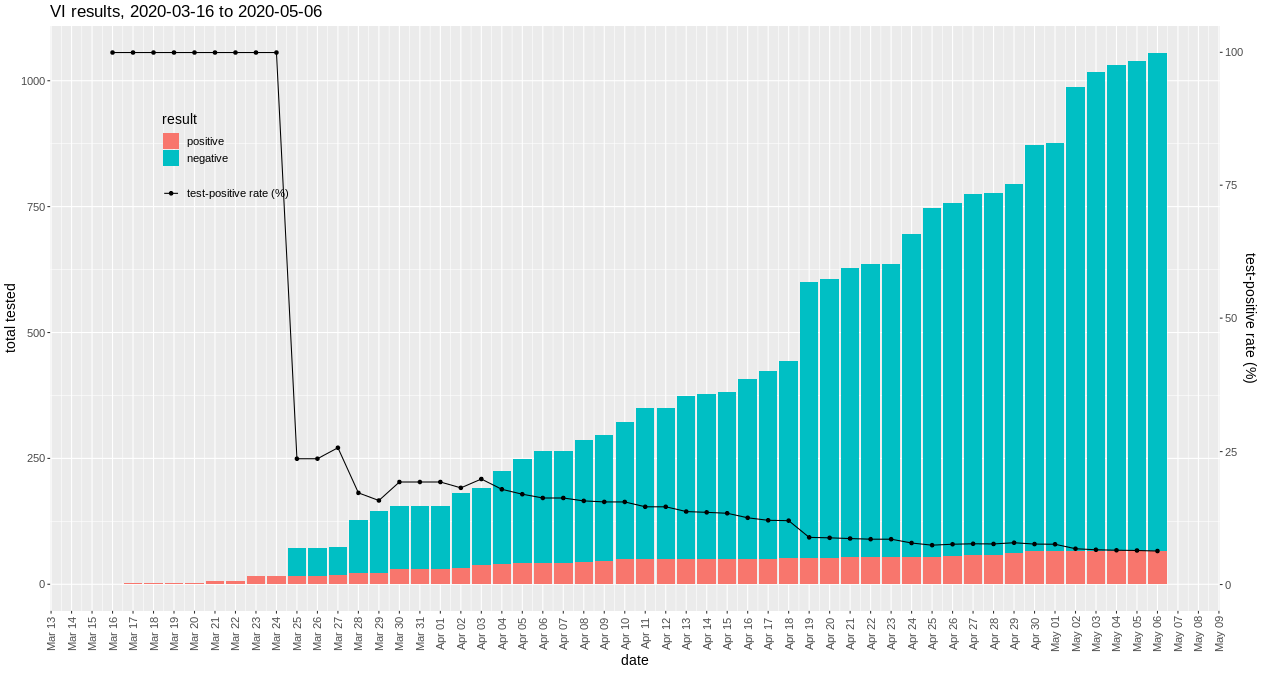 VI results, 2020-03-16 to 2020-05-06
total tested
1000
750
500
250
0
result
positive
negative
test-positive rate (%)
100
75
50
25
0
test-positive rate (%)
Mar 13
Mar 14
Mar 15
Mar 16
Mar 17
Mar 18
Mar 19
Mar 20
Mar 21
Mar 22
Mar 23
Mar 24
Mar 25
Mar 26
Mar 27
Mar 28
Mar 29
Mar 30
Mar 31
Apr 01
Apr 02
Apr 03
Apr 04
Apr 05
Apr 06
Apr 07
Apr 08
Apr 09
Apr 10
Apr 11
Apr 12
Apr 13
Apr 14
Apr 15
Apr 16
Apr 17
Apr 18
Apr 19
Apr 20
Apr 21
Apr 22
Apr 23
Apr 24
Apr 25
Apr 26
Apr 27
Apr 28
Apr 29
Apr 30
May 01
May 02
May 03
May 04
May 05
May 06
May 07
May 08
May 09
date